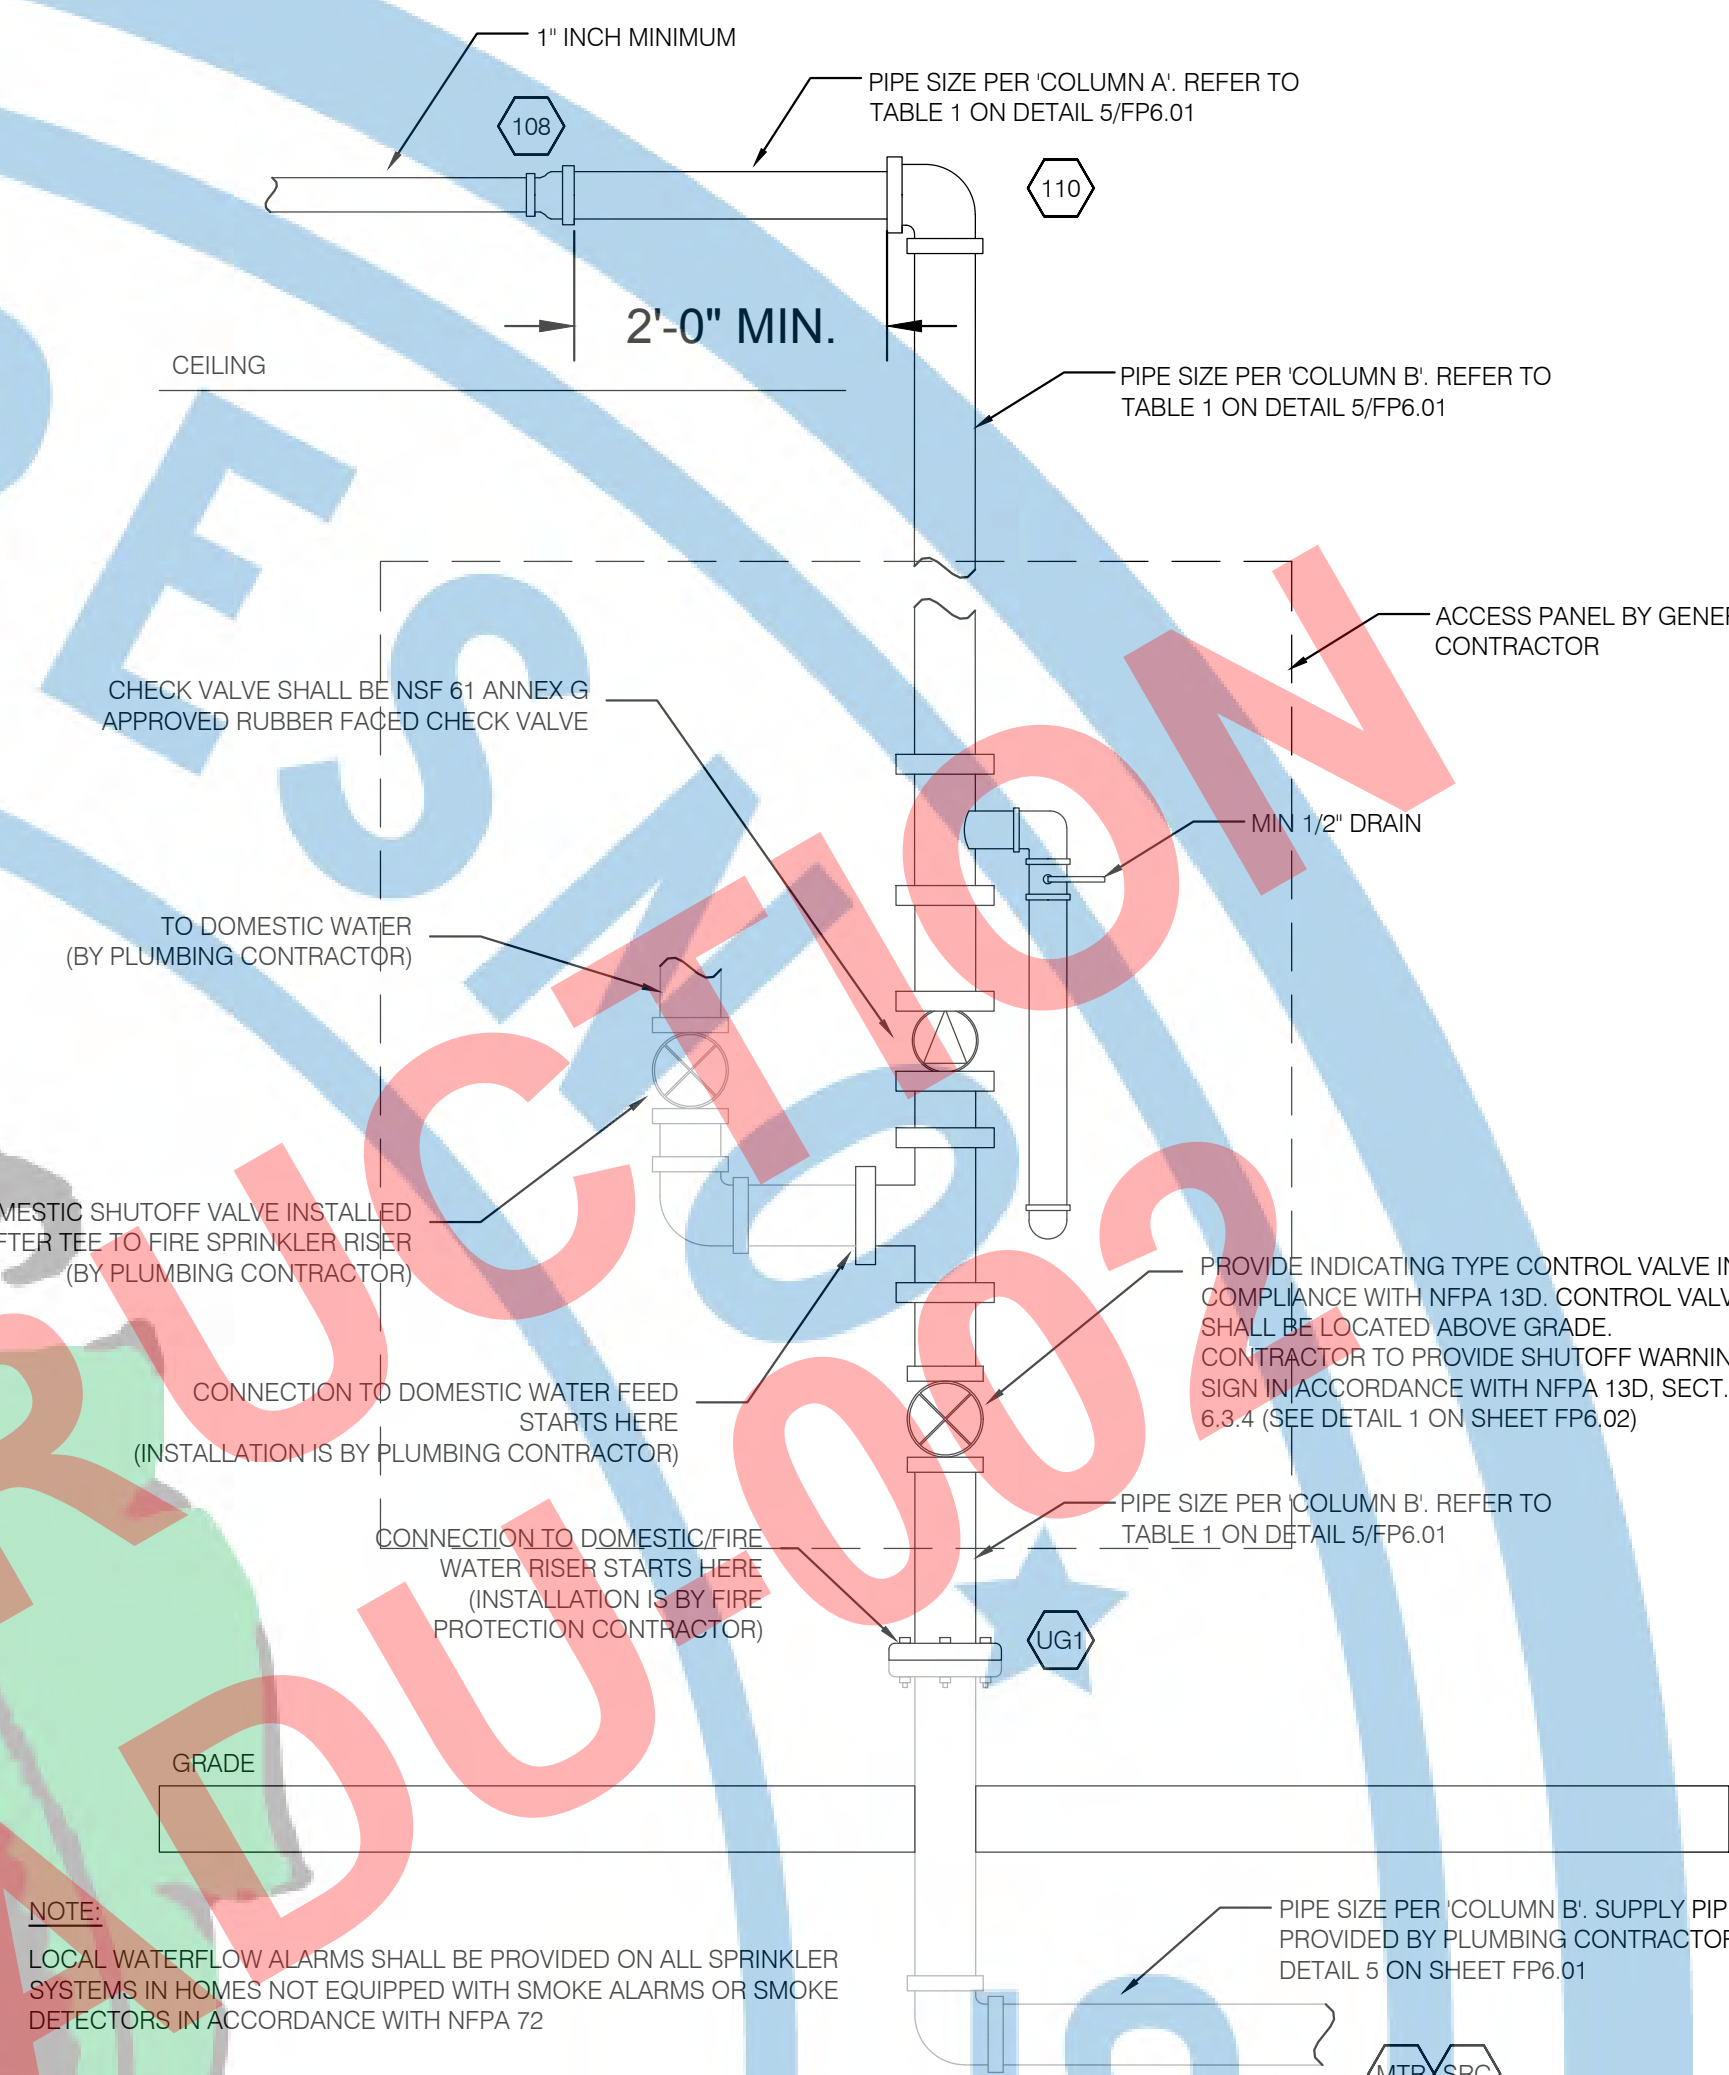 1" INCH MINIMUM
PIPE SIZE PER 'COLUMN A'. REFER TO
TABLE 1 ON DETAIL 5/FP6.01
108
110
2'-0" MIN.
CEILING
PIPE SIZE PER 'COLUMN B'. REFER TO
TABLE 1 ON DETAIL 5/FP6.01
ACCESS PANEL BY GENER
CONTRACTOR
CHECK VALVE SHALL BE NSF 61 ANNEX G
APPROVED RUBBER FACED CHECK VALVE
MIN 1/2" DRAIN
TO DOMESTIC WATER
(BY PLUMBING CONTRACTOR)
MESTIC SHUTOFF VALVE INSTALLED
FTER TEE TO FIRE SPRINKLER RISER
(BY PLUMBING CONTRACTOR)
PROVIDE INDICATING TYPE CONTROL VALVE IN
COMPLIANCE WITH NFPA 13D. CONTROL VALV
SHALL BE LOCATED ABOVE GRADE.
CONTRACTOR TO PROVIDE SHUTOFF WARNIN
SIGN IN ACCORDANCE WITH NFPA 13D, SECT.
6.3.4 (SEE DETAIL 1 ON SHEET FP6.02)
CONNECTION TO DOMESTIC WATER FEED
STARTS HERE
(INSTALLATION IS BY PLUMBING CONTRACTOR)
PIPE SIZE PER 'COLUMN B'. REFER TO
TABLE 1 ON DETAIL 5/FP6.01
CONNECTION TO DOMESTIC/FIRE
WATER RISER STARTS HERE
(INSTALLATION IS BY FIRE
PROTECTION CONTRACTOR)
UG1
GRADE
NOTE:
LOCAL WATERFLOW ALARMS SHALL BE PROVIDED ON ALL SPRINKLER
SYSTEMS IN HOMES NOT EQUIPPED WITH SMOKE ALARMS OR SMOKE
DETECTORS IN ACCORDANCE WITH NFPA 72
PIPE SIZE PER 'COLUMN B'. SUPPLY PIP
PROVIDED BY PLUMBING CONTRACTOR
DETAIL 5 ON SHEET FP6.01
MTR SRC
RUCTION
ADU-002